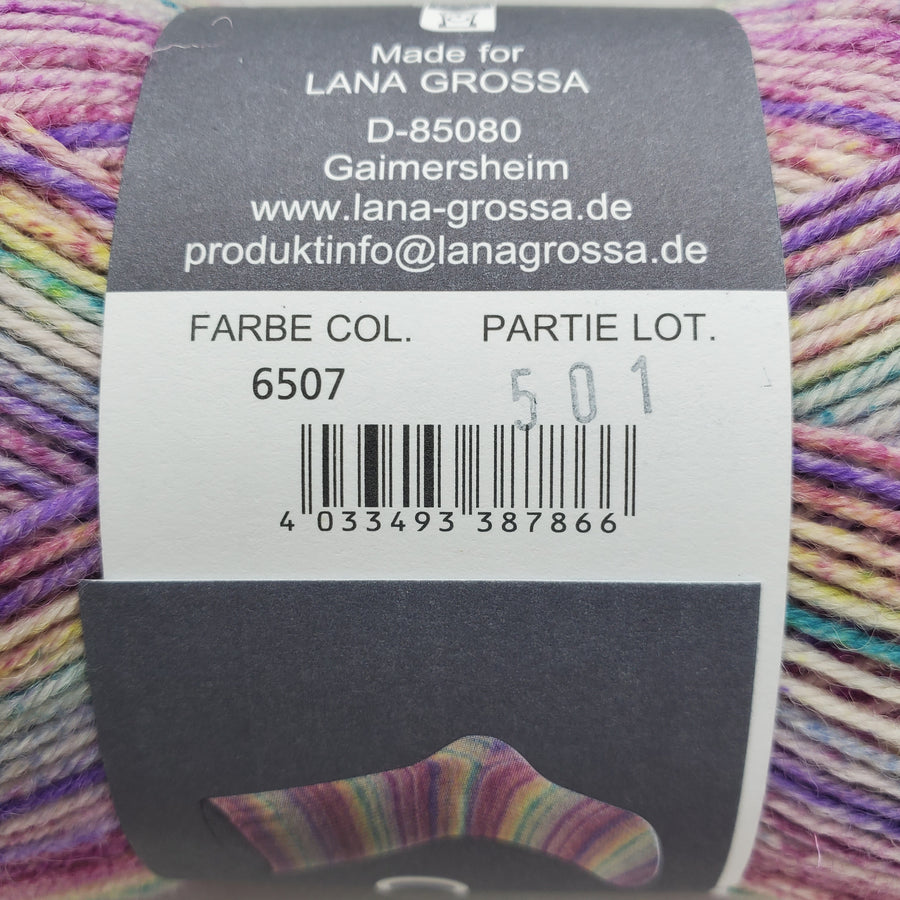 Made for
LANA GROSSA
D-85080
Gaimersheim
www.lana-grossa.de
produktinfo@lanagrossa.de
FARBE COL. PARTIE LOT.
6507 501
4 033493 387866